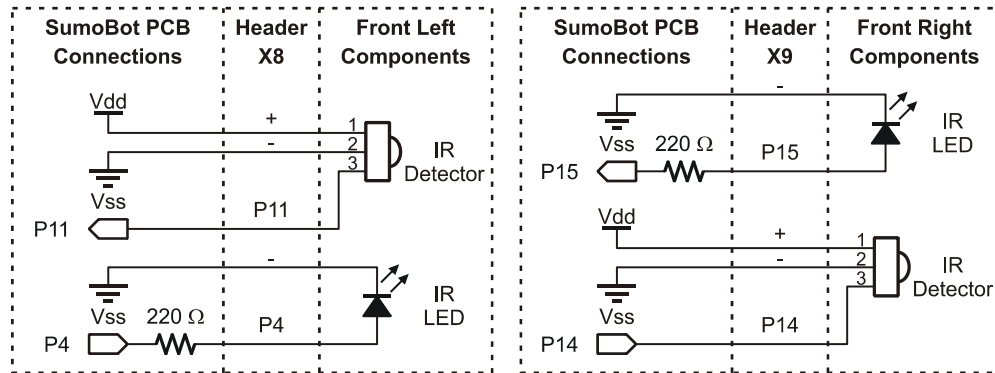 SumoBot PCB Connections
Header X8
Front Left Components
Vdd
+
1
-
2
3
IR Detector
Vss
P11
P11
-
IR LED
Vss
220 Ω
P4
P4
SumoBot PCB Connections
Header X9
Front Right Components
-
IR LED
Vss
220 Ω
P15
P15
Vdd
+
1
-
2
3
IR Detector
Vss
P14
P14